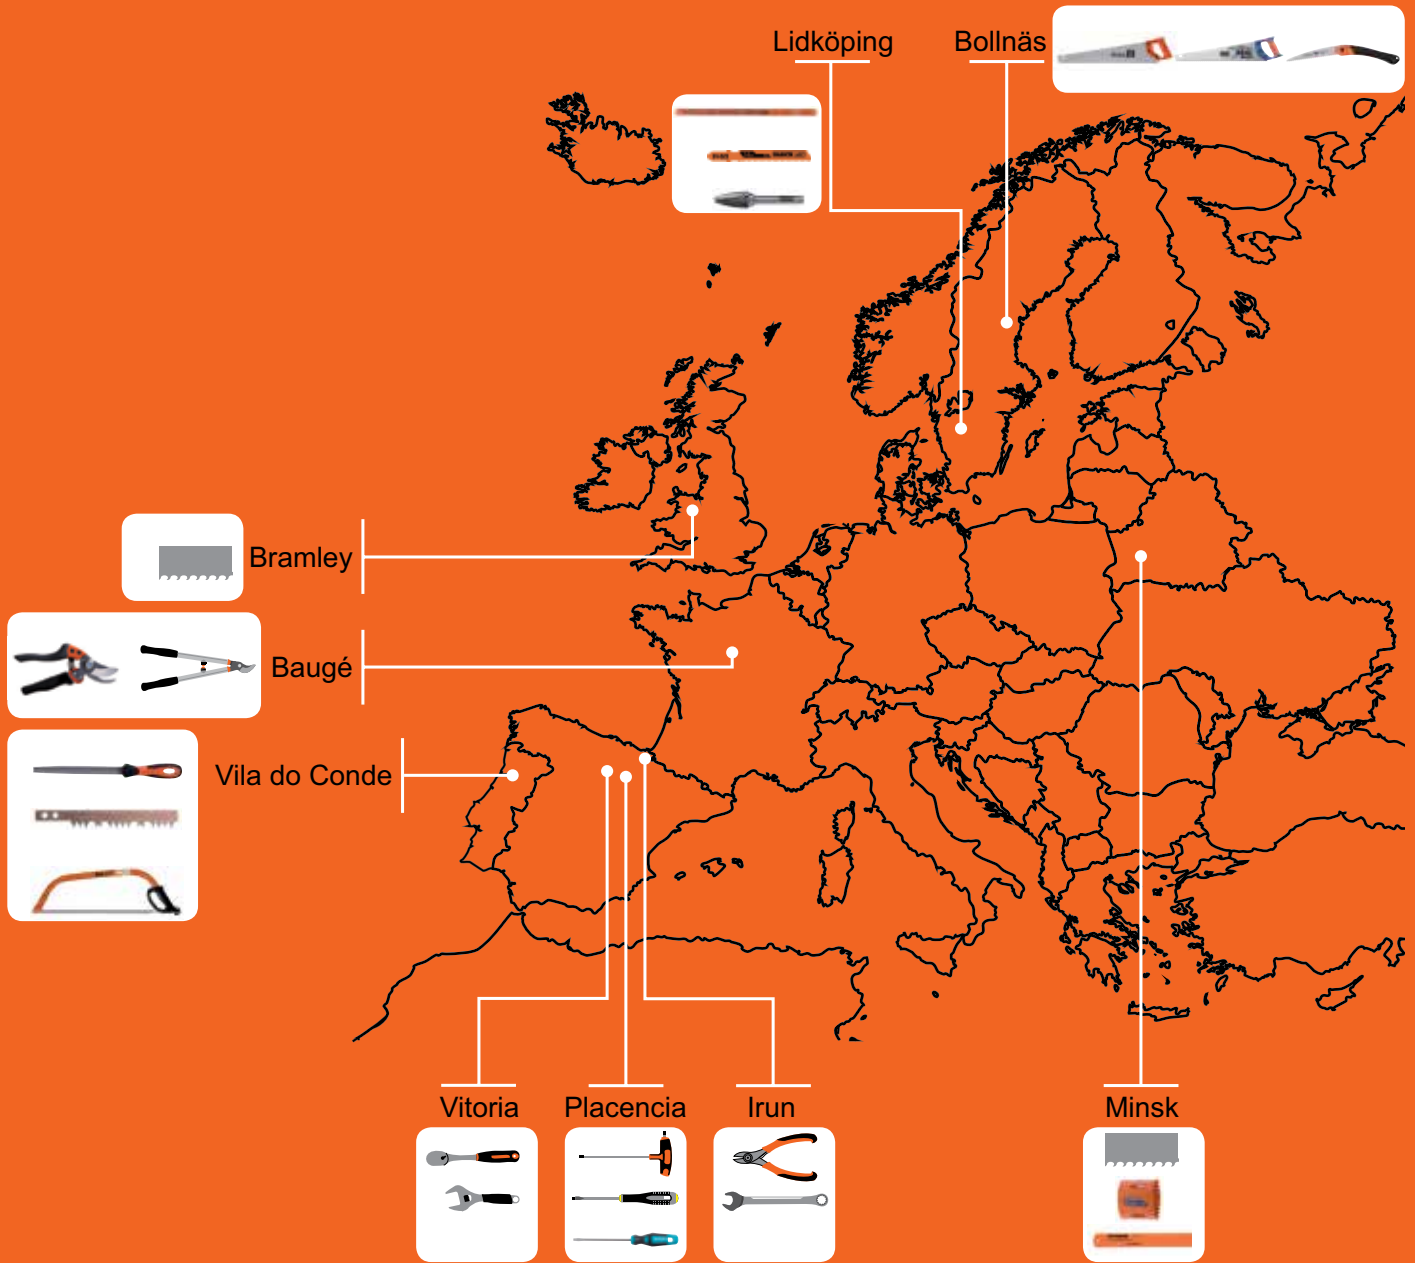 Lidköping
Bollnäs
Bramley
Baugé
Vila do Conde
Vitoria
Placencia
Irun
Minsk